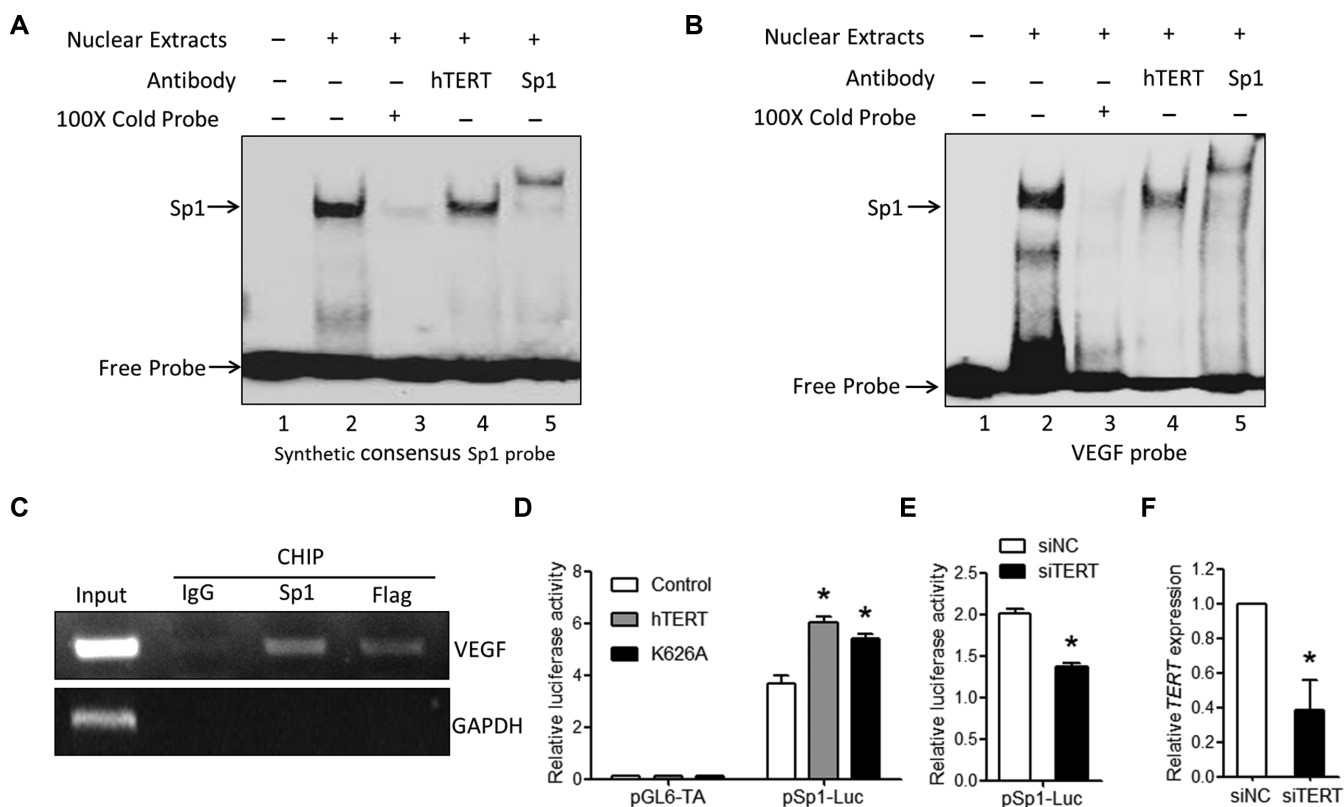 A
Nuclear Extracts – + + + +
Antibody – – – hTERT Sp1
100X Cold Probe – – + – –
Sp1
Free Probe
1 2 3 4 5
Synthetic consensus Sp1 probe
B
Nuclear Extracts – + + + +
Antibody – – – hTERT Sp1
100X Cold Probe – – + – –
Sp1
Free Probe
1 2 3 4 5
VEGF probe
C
CHIP
Input IgG Sp1 Flag
VEGF
GAPDH
D
Relative luciferase activity
8
6
4
2
0
Control
hTERT
K626A
* *
pGL6-TA pSp1-Luc
E
siNC
siTERT
Relative luciferase activity
2.5
2.0
1.5
1.0
0.5
0.0
*
pSp1-Luc
F
Relative TERT expression
1.2
1.0
0.8
0.6
0.4
0.2
0.0
*
siNC siTERT